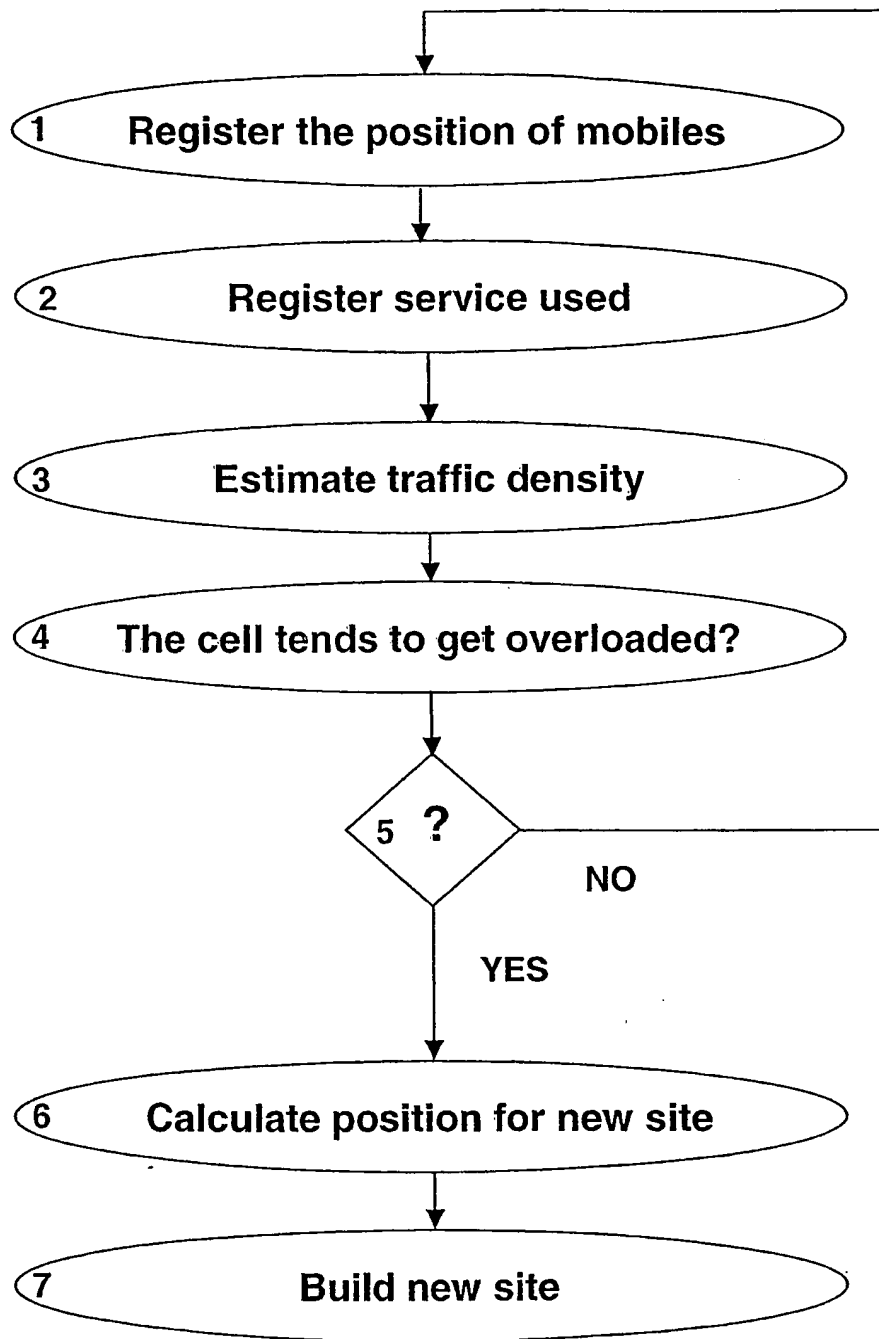 1 Register the position of mobiles
2 Register service used
3 Estimate traffic density
4 The cell tends to get overloaded?
5 ?
NO
YES
6 Calculate position for new site
7 Build new site